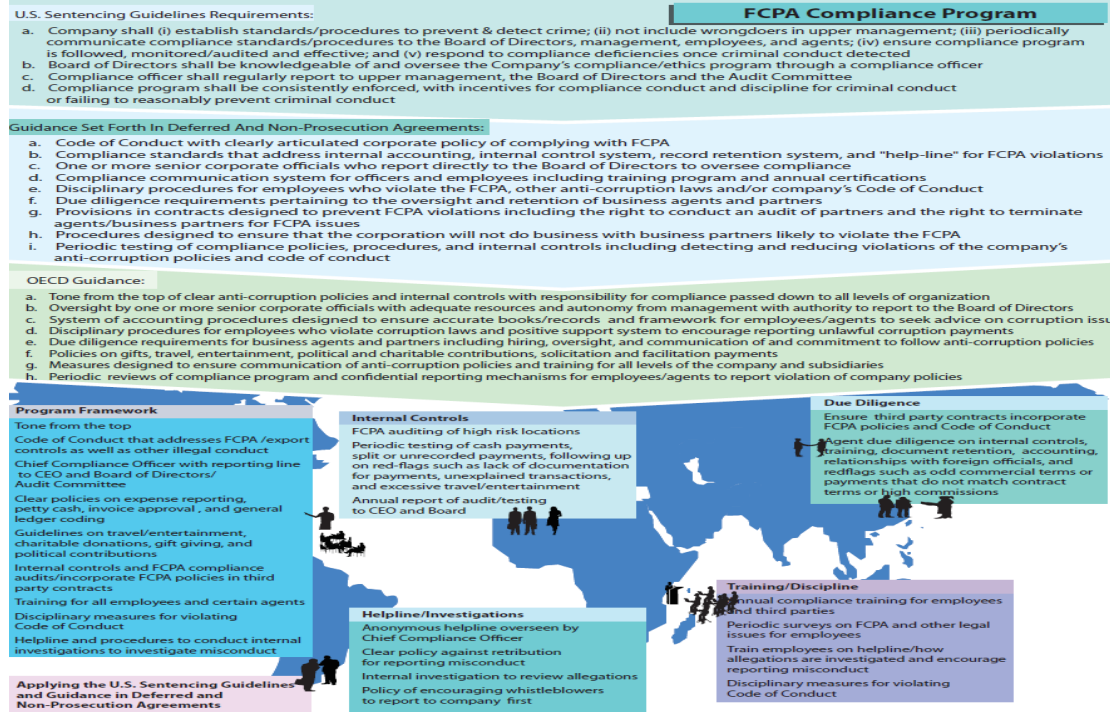 FCPA Compliance Program
U.S. Sentencing Guidelines Requirements:
a. Company shall (i) establish standards/procedures to prevent & detect crime; (ii) not include wrongdoers in upper management; (iii) periodically
communicate compliance standards/procedures to the Board of Directors, management, employees, and agents; (iv) ensure compliance program
is followed, monitored/audited and effective; and (v) respond to compliance deficiencies once criminal conduct detected
b. Board of Directors shall be knowledgeable of and oversee the Company's compliance/ethics program through a compliance officer
c. Compliance officer shall regularly report to upper management, the Board of Directors and the Audit Committee
d. Compliance program shall be consistently enforced, with incentives for compliance conduct and discipline for criminal conduct
or failing to reasonably prevent criminal conduct
Guidance Set Forth In Deferred And Non-Prosecution Agreements:
a. Code of Conduct with clearly articulated corporate policy of complying with FCPA
b. Compliance standards that address internal accounting, internal control system, record retention system, and "help-line" for FCPA violations
c. One or more senior corporate officials who report directly to the Board of Directors to oversee compliance
d. Compliance communication system for officers and employees including training program and annual certifications
e. Disciplinary procedures for employees who violate the FCPA, other anti-corruption laws and/or company's Code of Conduct
f. Due diligence requirements pertaining to the oversight and retention of business agents and partners
g. Provisions in contracts designed to prevent FCPA violations including the right to conduct an audit of partners and the right to terminate
agents/business partners for FCPA issues
h. Procedures designed to ensure that the corporation will not do business with business partners likely to violate the FCPA
i. Periodic testing of compliance policies, procedures, and internal controls including detecting and reducing violations of the company's
anti-corruption policies and code of conduct
OECD Guidance:
a. Tone from the top of clear anti-corruption policies and internal controls with responsibility for compliance passed down to all levels of organization
b. Oversight by one or more senior corporate officials with adequate resources and autonomy from management with authority to report to the Board of Directors
c. System of accounting procedures designed to ensure accurate books/records and framework for employees/agents to seek advice on corruption issu
d. Disciplinary procedures for employees who violate corruption laws and positive support system to encourage reporting unlawful corruption payments
e. Due diligence requirements for business agents and partners including hiring, oversight, and communication of and commitment to follow anti-corruption policies
f. Policies on gifts, travel, entertainment, political and charitable contributions, solicitation and facilitation payments
g. Measures designed to ensure communication of anti-corruption policies and training for all levels of the company and subsidiaries
h. Periodic reviews of compliance program and confidential reporting mechanisms for employees/agents to report violation of company policies
Program Framework
Tone from the top
Code of Conduct that addresses FCPA /export
controls as well as other illegal conduct
Chief Compliance Officer with reporting line
to CEO and Board of Directors/
Audit Committee
Clear policies on expense reporting,
petty cash, invoice approval , and general
ledger coding
Guidelines on travel/entertainment,
charitable donations, gift giving, and
political contributions
Internal controls and FCPA compliance
audits/incorporate FCPA policies in third
party contracts
Training for all employees and certain agents
Disciplinary measures for violating
Code of Conduct
Helpline and procedures to conduct internal
investigations to investigate misconduct
Applying the U.S. Sentencing Guidelines
and Guidance in Deferred and
Non-Prosecution Agreements
Internal Controls
FCPA auditing of high risk locations
Periodic testing of cash payments,
split or unrecorded payments, following up
on red-flags such as lack of documentation
for payments, unexplained transactions,
and excessive travel/entertainment
Annual report of audit/testing
to CEO and Board
Helpline/Investigations
Anonymous helpline overseen by
Chief Compliance Officer
Clear policy against retribution
for reporting misconduct
Internal investigation to review allegations
Policy of encouraging whistleblowers
to report to company first
Due Diligence
Ensure third party contracts incorporate
FCPA policies and Code of Conduct
Agent due diligence on internal controls,
training, document retention, accounting,
relationships with foreign officials, and
redflags such as odd commercial terms or
payments that do not match contract
terms or high commissions
Training/Discipline
Annual compliance training for employees
and third parties
Periodic surveys on FCPA and other legal
issues for employees
Train employees on helpline/how
allegations are investigated and encourage
reporting misconduct
Disciplinary measures for violating
Code of Conduct